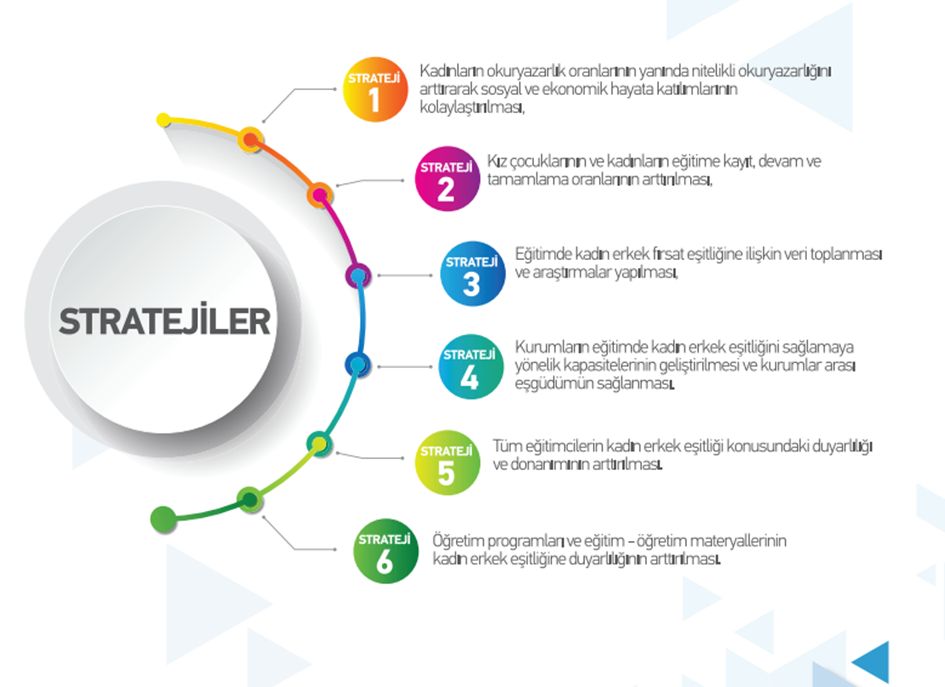 STRATEJİLER
STRATEJİ
1
Kadınların okuryazarlık oranlarının yanında nitelikli okuryazarlığını
arttırarak sosyal ve ekonomik hayata katılımlarının
kolaylaştırılması,
STRATEJİ
2
Kız çocuklarının ve kadınların eğitime kayıt, devam ve
tamamlama oranlarının arttırılması,
STRATEJİ
3
Eğitimde kadın erkek fırsat eşitliğine ilişkin veri toplanması
ve araştırmalar yapılması,
STRATEJİ
4
Kurumların eğitimde kadın erkek eşitliğini sağlamaya
yönelik kapasitelerinin geliştirilmesi ve kurumlar arası
eşgüdümün sağlanması.
STRATEJİ
5
Tüm eğitimcilerin kadın erkek eşitliği konusundaki duyarlılığı
ve donanımının arttırılması.
STRATEJİ
6
Öğretim programları ve eğitim – öğretim materyallerinin
kadın erkek eşitliğine duyarlılığının arttırılması.